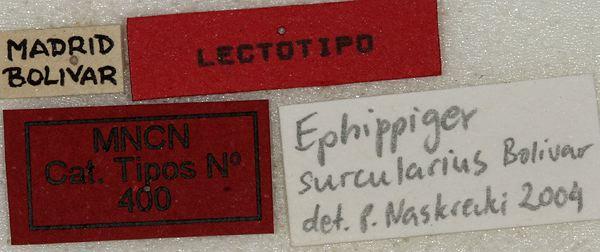 MADRID
BOLIVAR
LECTOTIPO
MNCN
Cat. Tipos Nº
400
Ephippiger
surcularius Bolivar
det. P. Naskrecki 2004